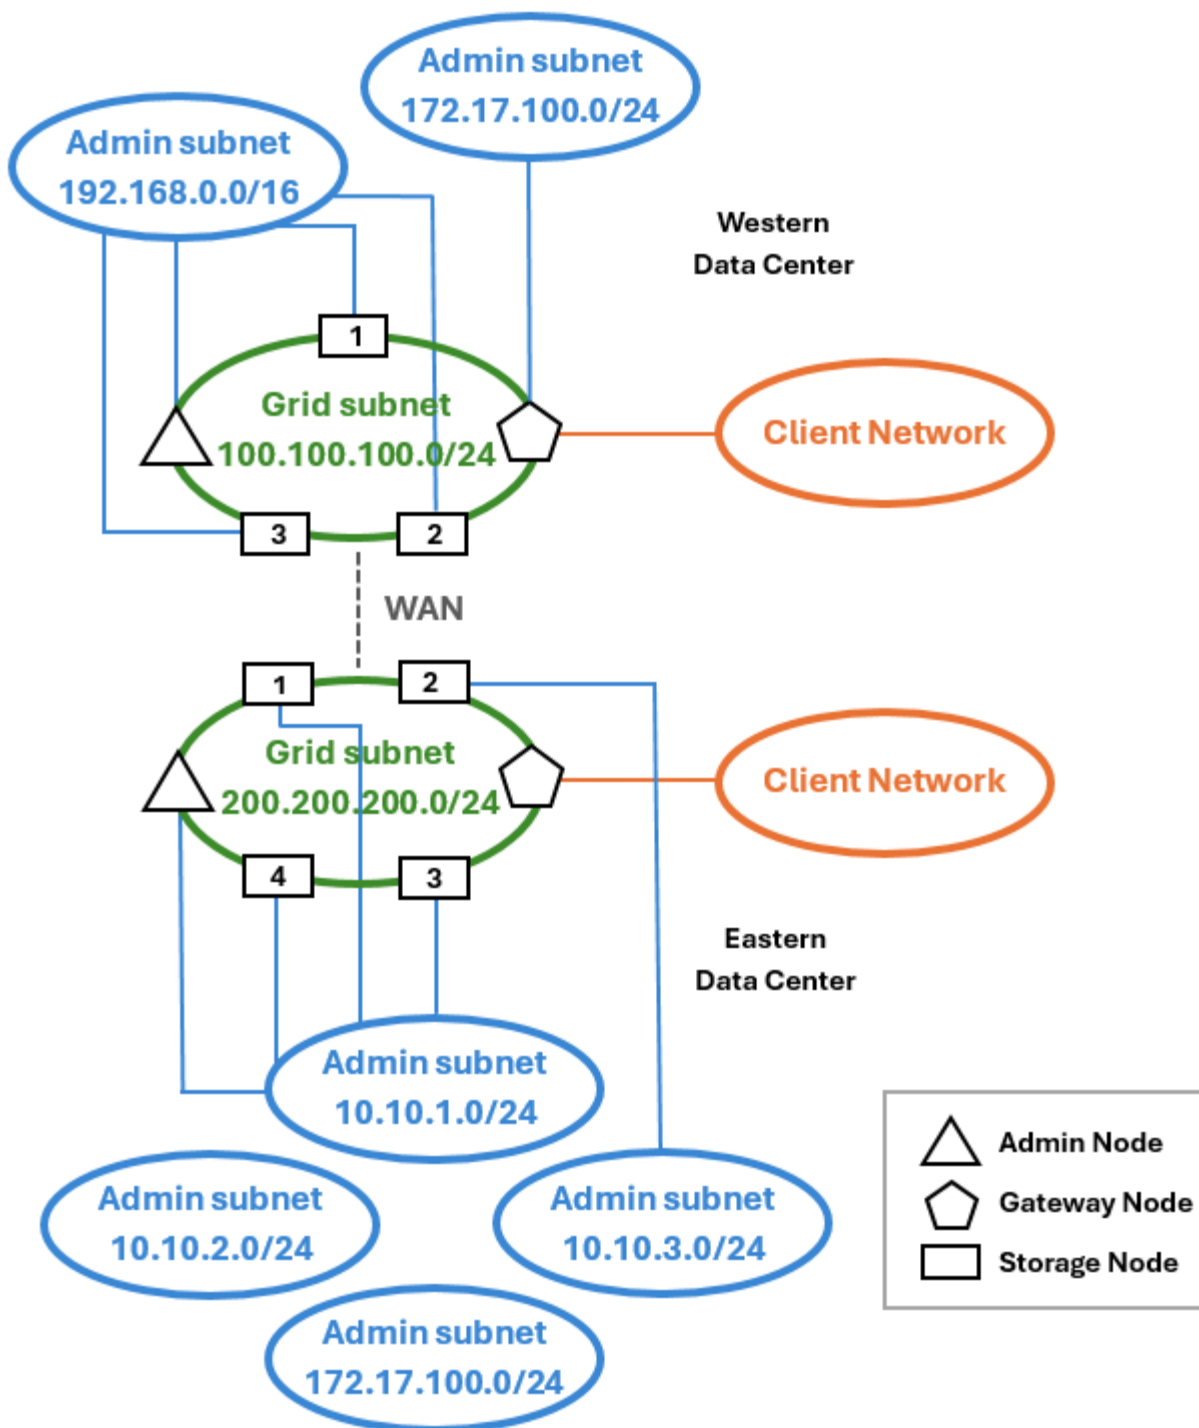 Admin subnet
172.17.100.0/24
Admin subnet
192.168.0.0/16
Western
Data Center
1
Grid subnet
100.100.100.0/24
Client Network
3
2
WAN
1
2
Grid subnet
200.200.200.0/24
Client Network
4
3
Eastern
Data Center
Admin subnet
10.10.1.0/24
Admin Node
Gateway Node
Storage Node
Admin subnet
10.10.2.0/24
Admin subnet
10.10.3.0/24
Admin subnet
172.17.100.0/24